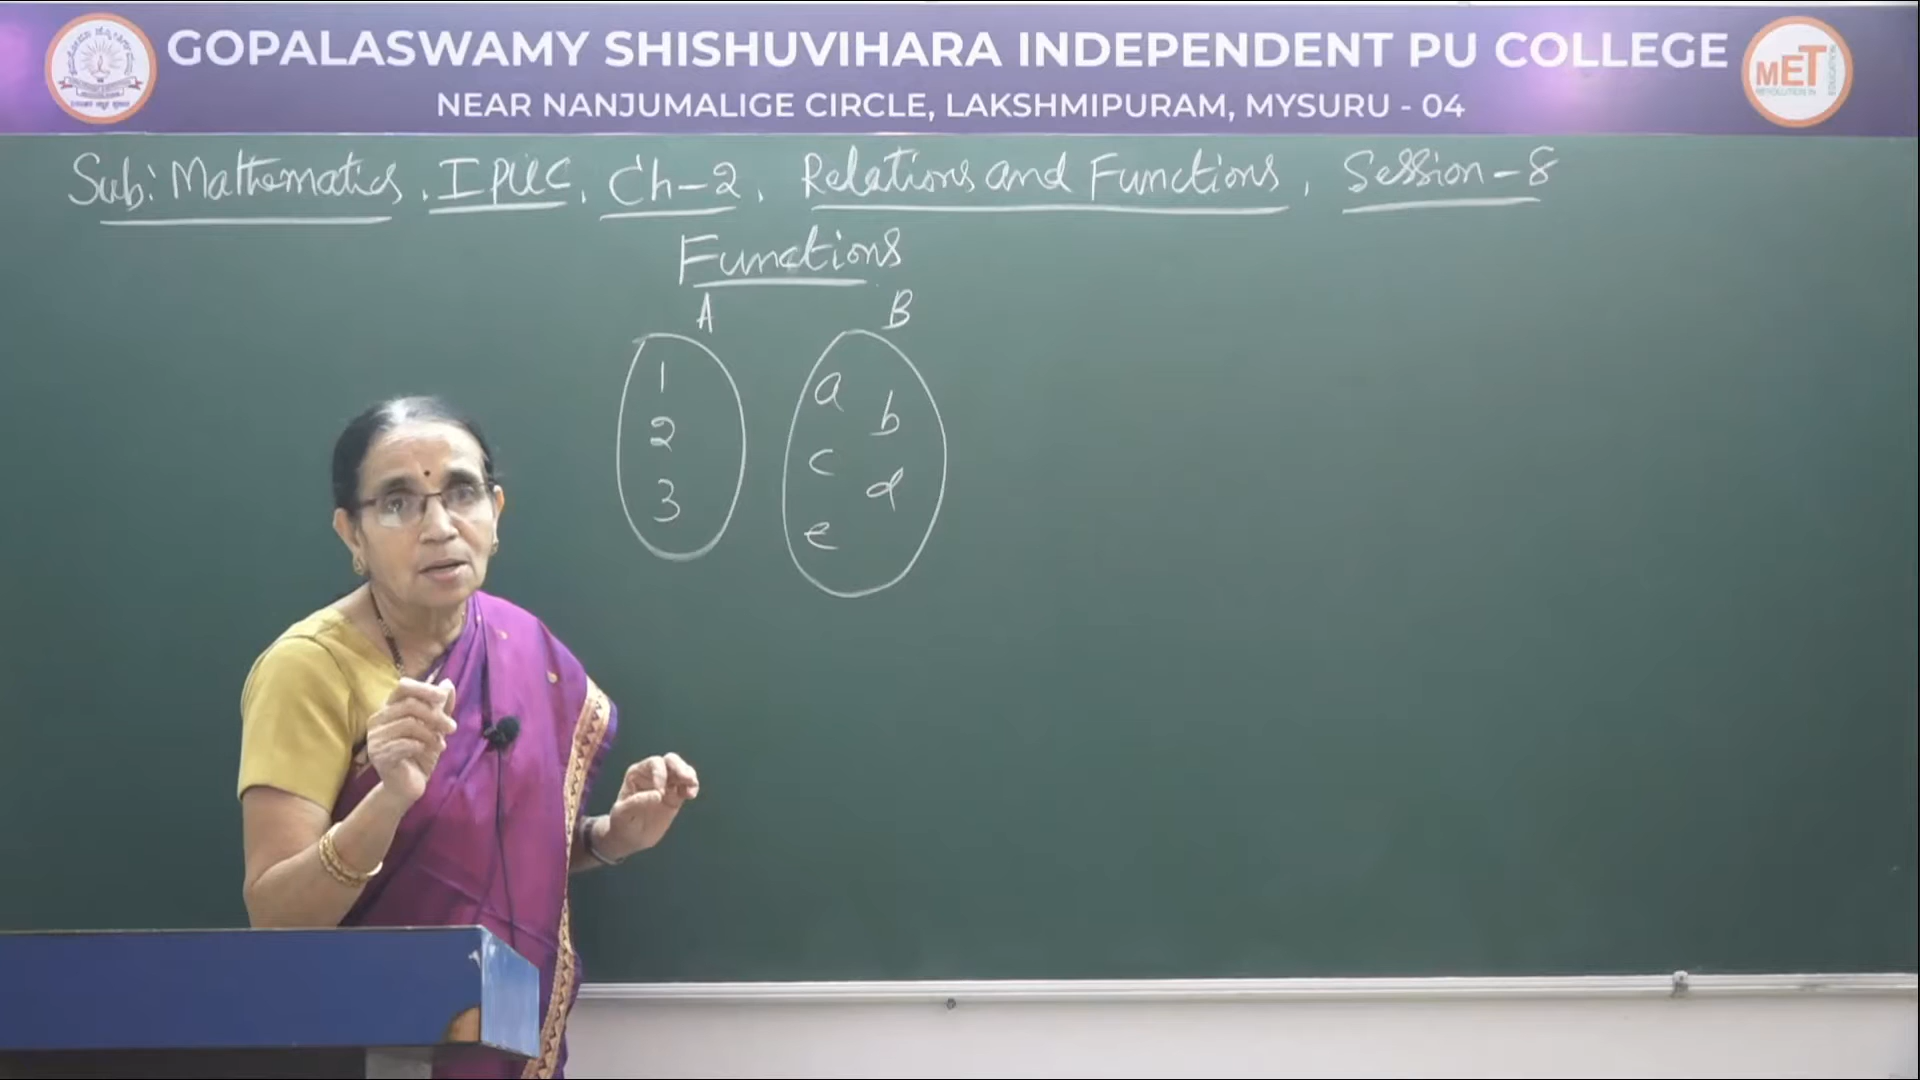 GOPALASWAMY SHISHUVIHARA INDEPENDENT PU COLLEGE
NEAR NANJUMALIGE CIRCLE, LAKSHMIPURAM, MYSURU - 04
MET
Sub: Mathematics, I PUC, Ch-2, Relations and Functions, Session-8
Functions
A B
1 a b
2 c d
3 e